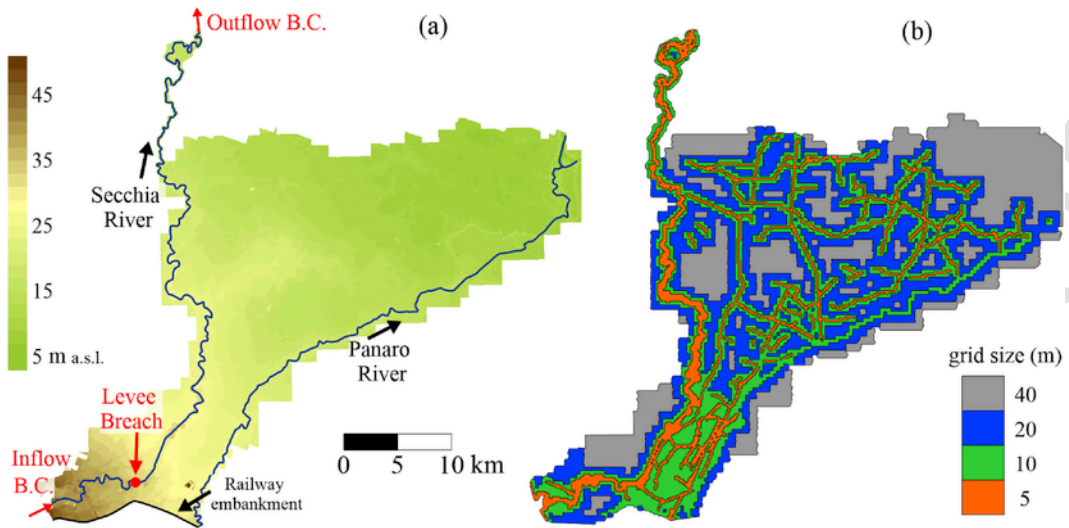 Outflow B.C.
(a)
(b)
45
35
25
15
5 m a.s.l.
Secchia
River
Panaro
River
Levee
Breach
Inflow
B.C.
Railway
embankment
0 5 10 km
grid size (m)
40
20
10
5